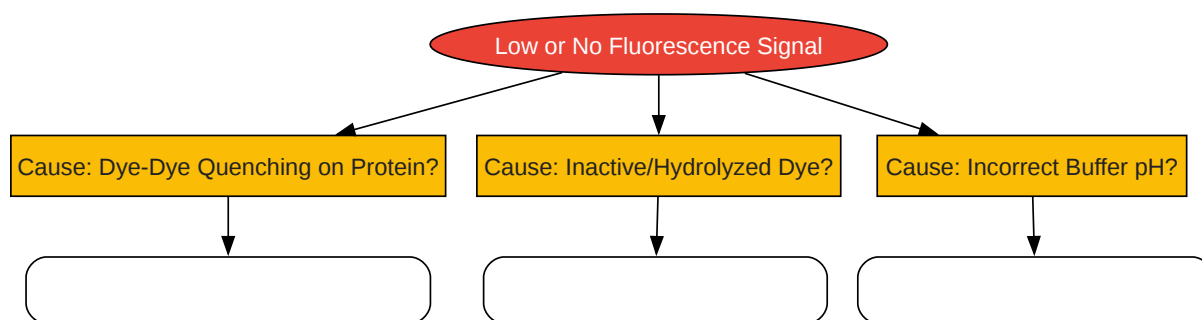 Low or No Fluorescence Signal
Cause: Dye-Dye Quenching on Protein?
Cause: Inactive/Hydrolyzed Dye?
Cause: Incorrect Buffer pH?